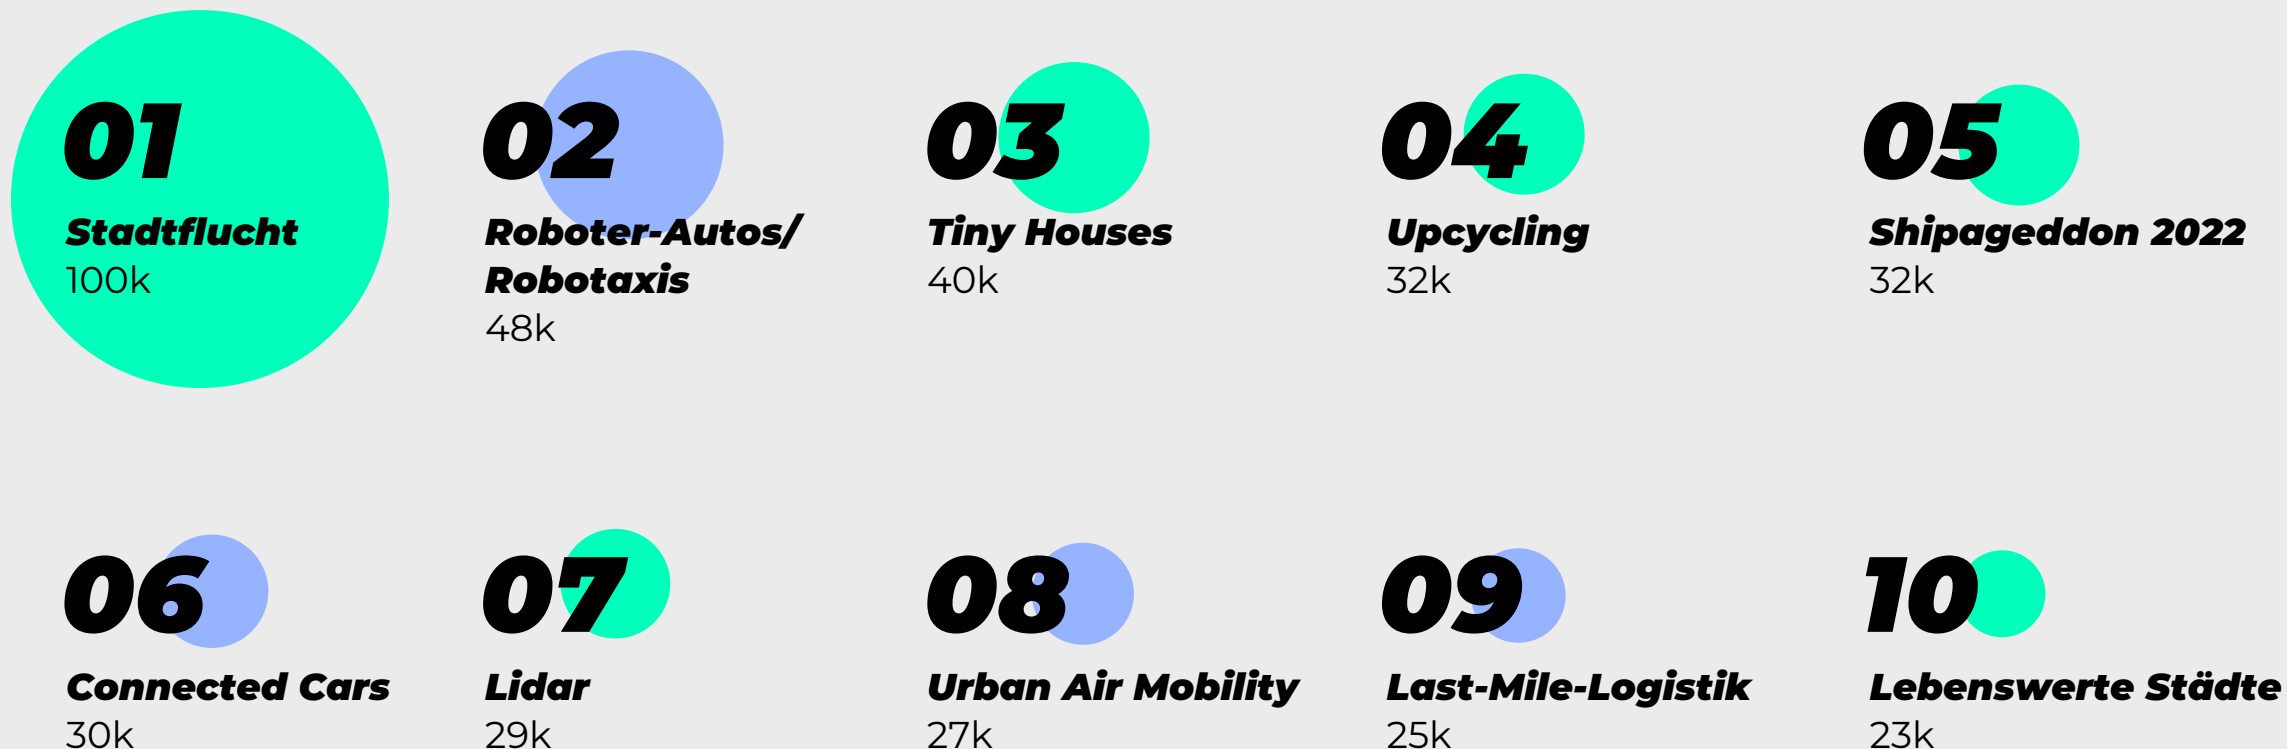 01
Stadtflucht
100k
02
Roboter-Autos/
Robotaxis
48k
03
Tiny Houses
40k
04
Upcycling
32k
05
Shipageddon 2022
32k
06
Connected Cars
30k
07
Lidar
29k
08
Urban Air Mobility
27k
09
Last-Mile-Logistik
25k
10
Lebenswerte Städte
23k